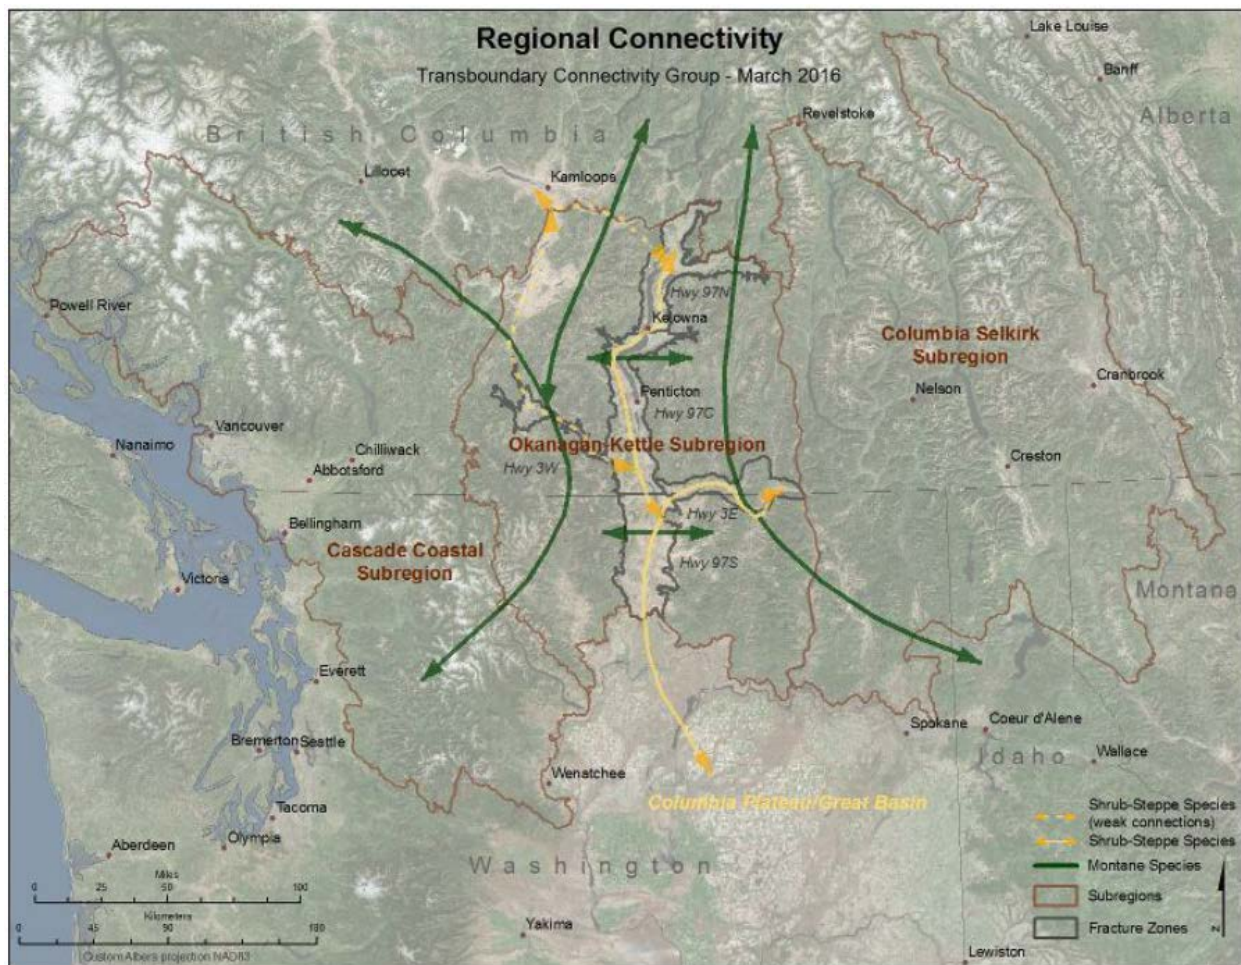 Regional Connectivity
Transboundary Connectivity Group - March 2016
Lake Louise
Banff
Alberta
Revelstoke
British Columbia
Lillooet
Kamloops
Powell River
Hwy 97N
Kelowna
Columbia Selkirk
Subregion
Cranbrook
Nelson
Penticton
Hwy 97C
Vancouver
Nanaimo
Chilliwack
Abbotsford
Okanagan-Kettle Subregion
Hwy 3W
Creston
Hwy 3E
Bellingham
Cascade Coastal
Subregion
Hwy 97S
Victoria
Montana
Everett
Spokane
Coeur d'Alene
Bremerton
Seattle
Idaho
Wallace
Wenatchee
Columbia Plateau/Great Basin
Tacoma
Olympia
Aberdeen
Washington
Yakima
Lewiston
Shrub-Steppe Species
(weak connections)
Shrub-Steppe Species
Montane Species
Subregions
Fracture Zones
N
Miles
0 25 50 100
Kilometers
0 45 90 180
Custom Albers projection NAD83